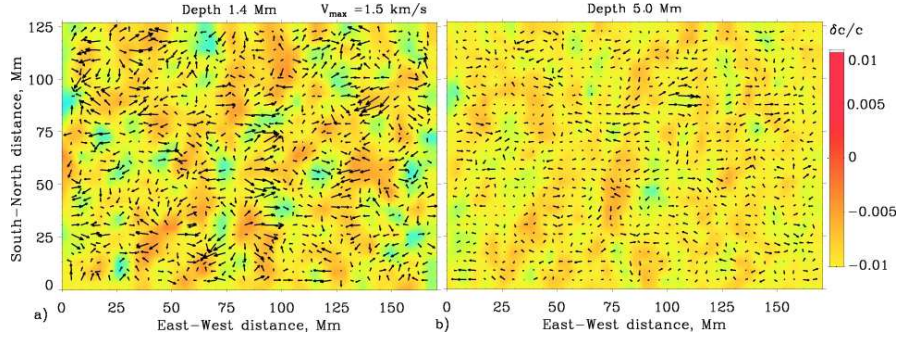 Depth 1.4 Mm V_max =1.5 km/s Depth 5.0 Mm
δc/c
South–North distance, Mm
125
100
75
50
25
0
0.01
0.005
0
−0.005
−0.01
0 25 50 75 100 125 150 0 25 50 75 100 125 150
a) East–West distance, Mm b) East–West distance, Mm